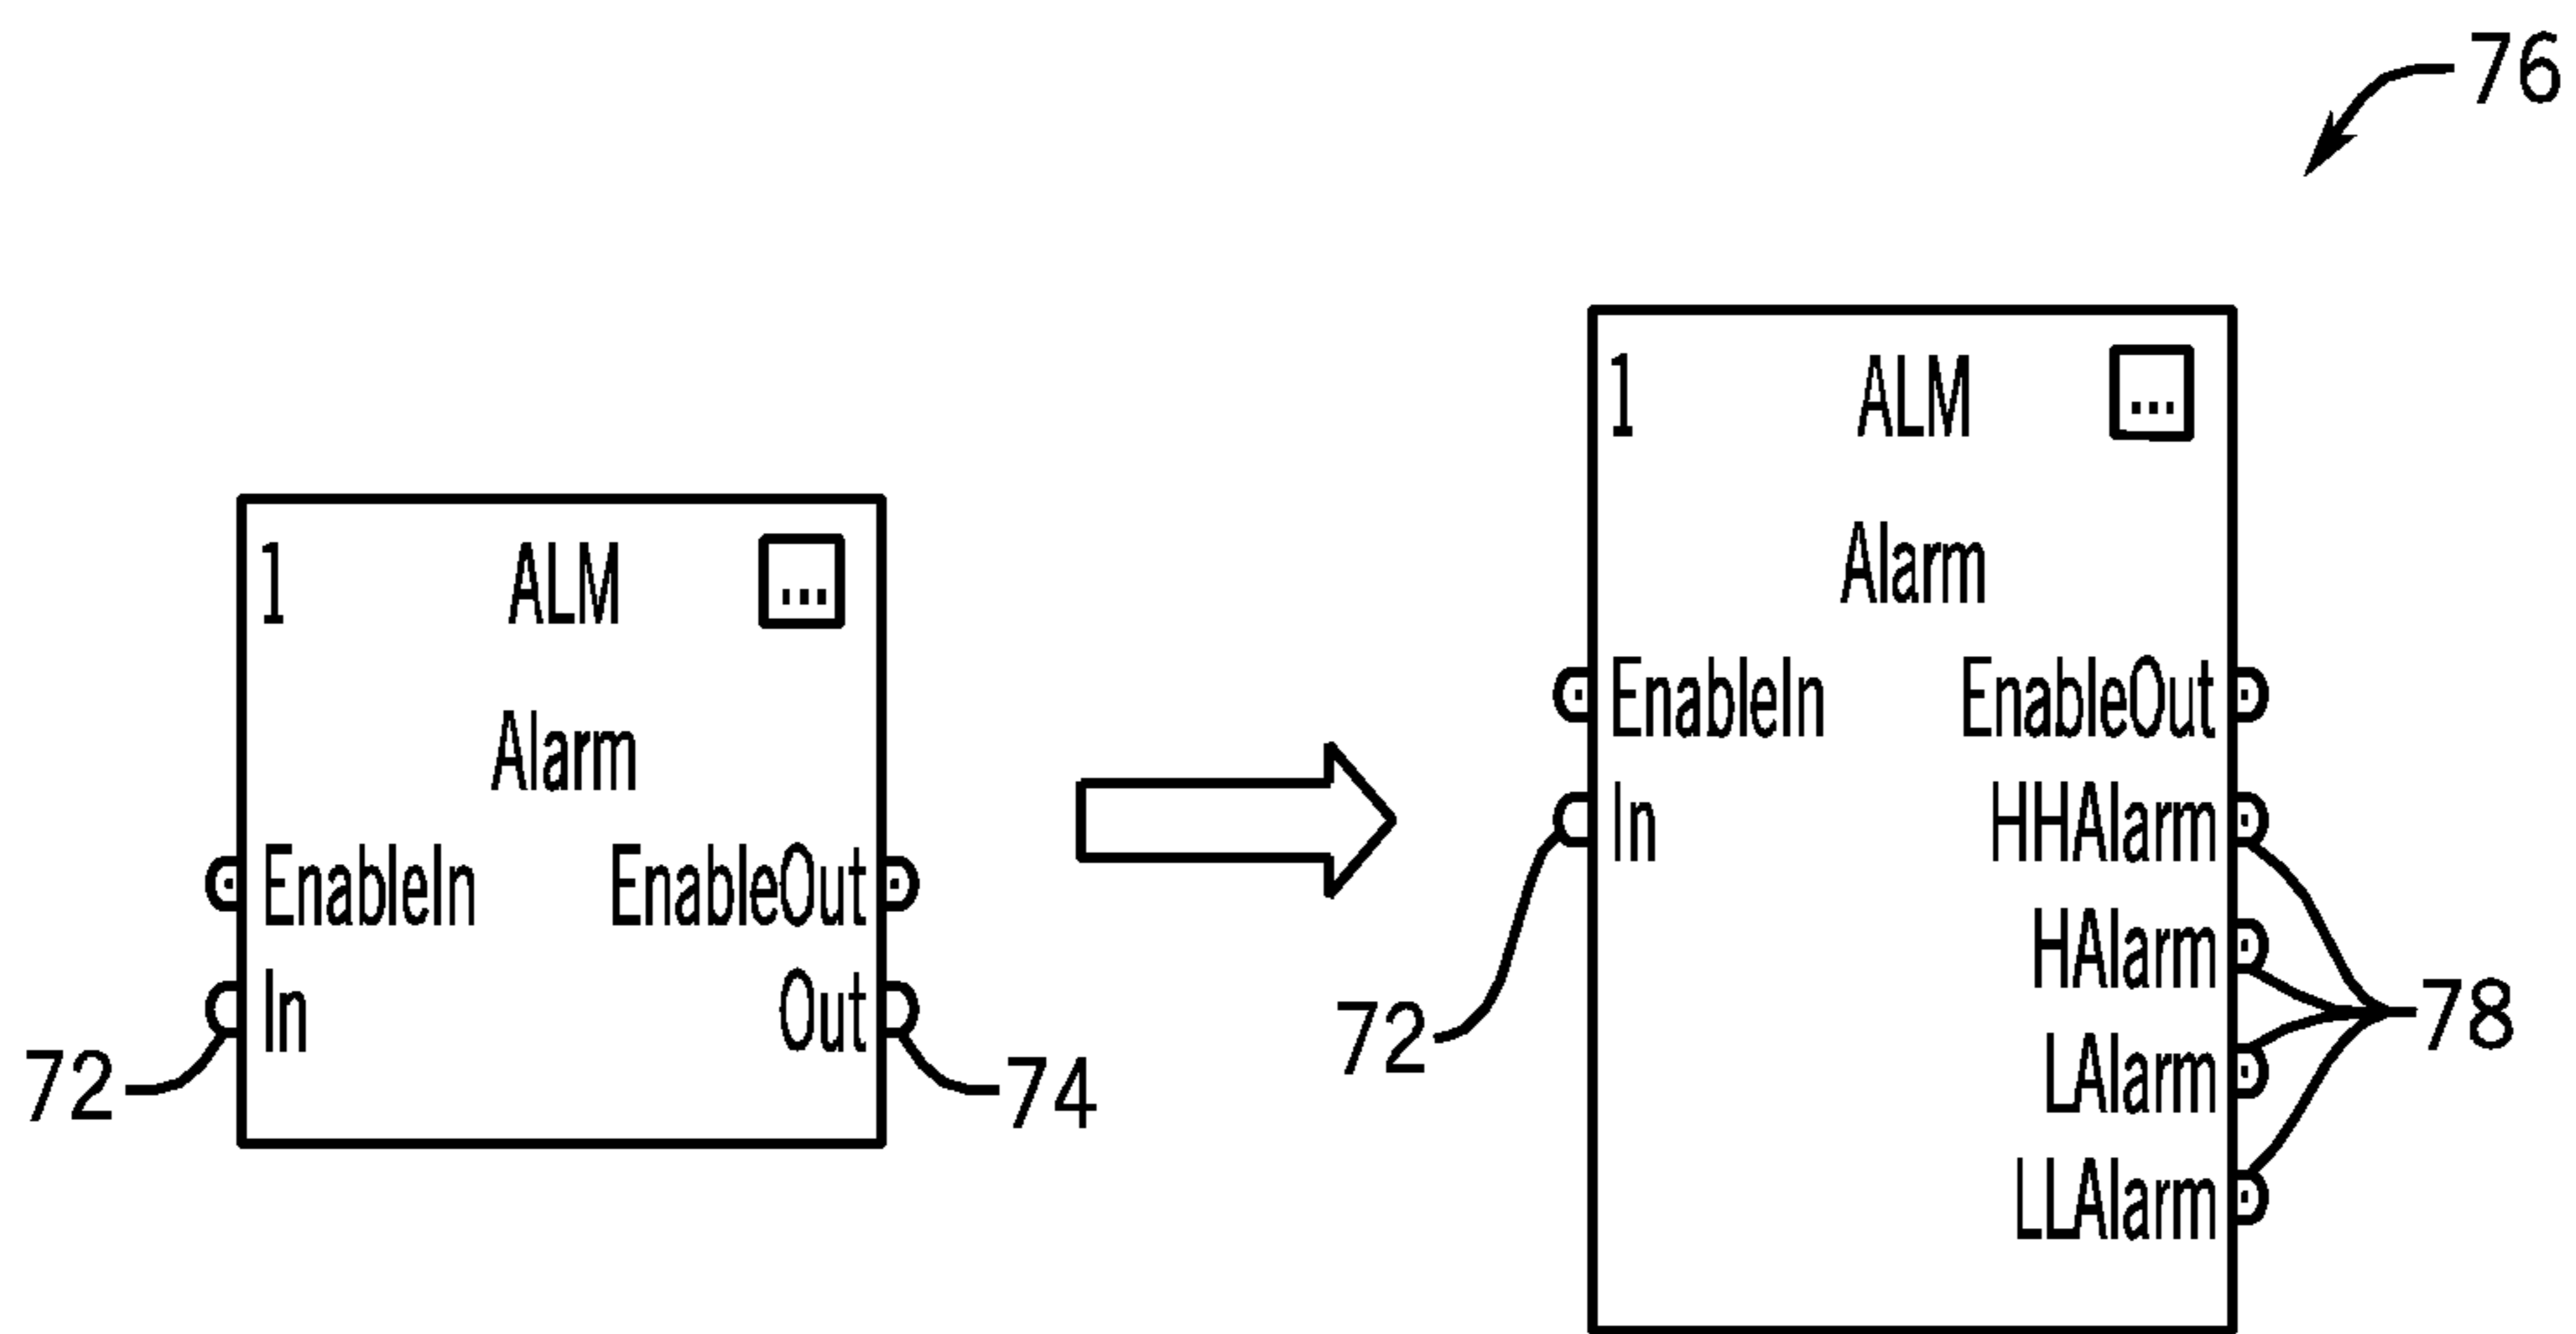 76
1 ALM ...
Alarm
EnableIn EnableOut
In Out
72
74
1 ALM ...
Alarm
EnableIn EnableOut
In HHAlarm
HAlarm
LAlarm
LLAlarm
72
78